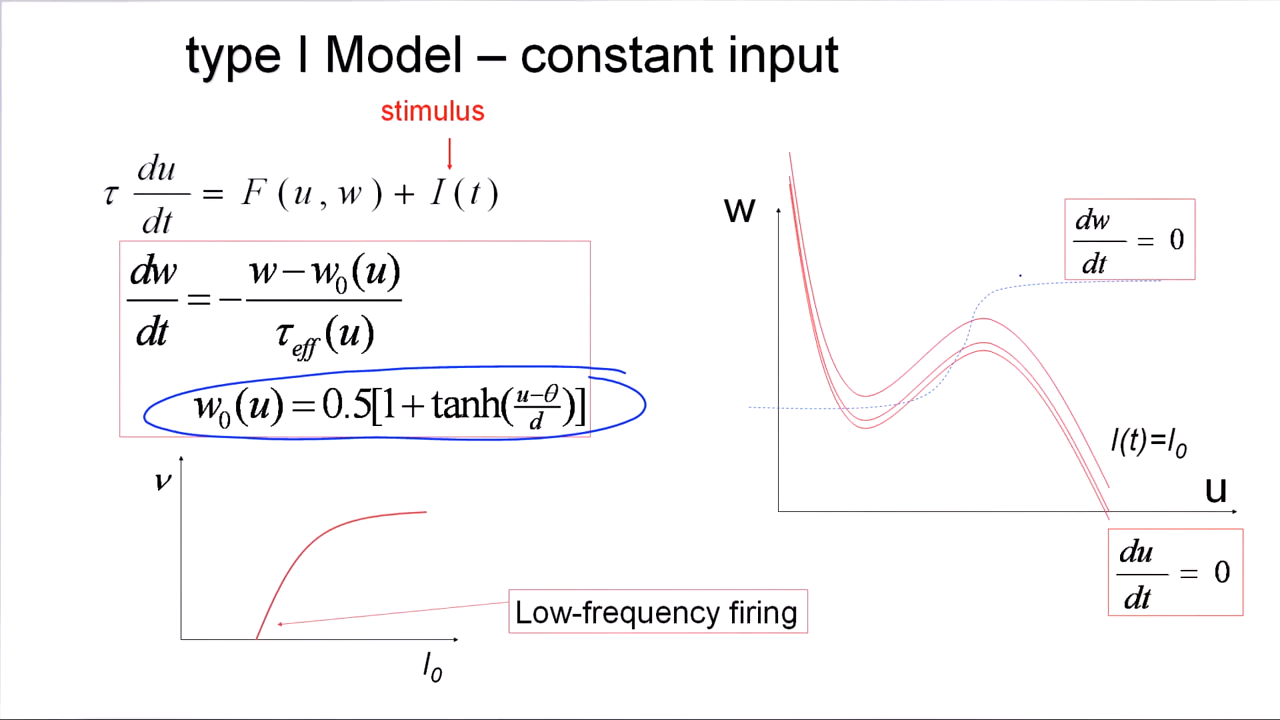 type I Model – constant input
stimulus
τ du/dt = F (u, w) + I (t)
dw/dt = − w − w₀(u) / τ_eff (u)
w₀(u) = 0.5[1 + tanh(u−θ/d)]
w
dw/dt = 0
I(t)=I₀
u
du/dt = 0
ν
Low-frequency firing
I₀